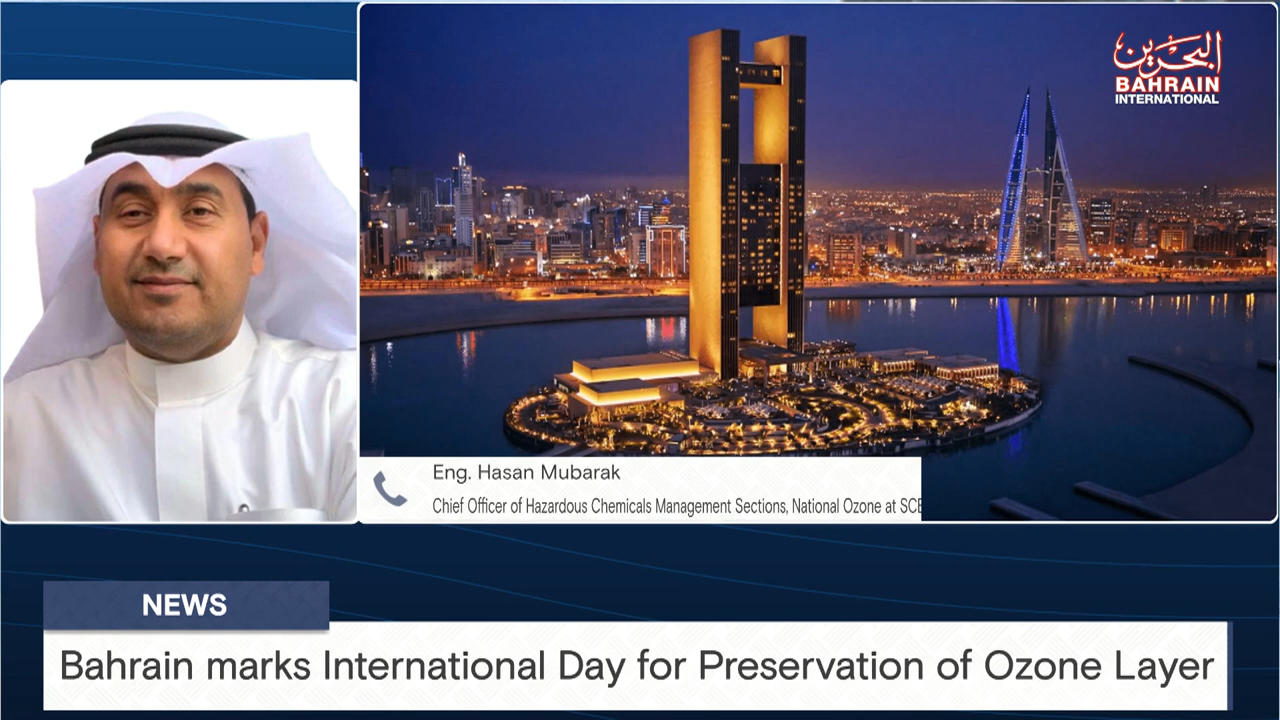 البحرين
BAHRAIN
INTERNATIONAL
Eng. Hasan Mubarak
Chief Officer of Hazardous Chemicals Management Sections, National Ozone at SCE
NEWS
Bahrain marks International Day for Preservation of Ozone Layer